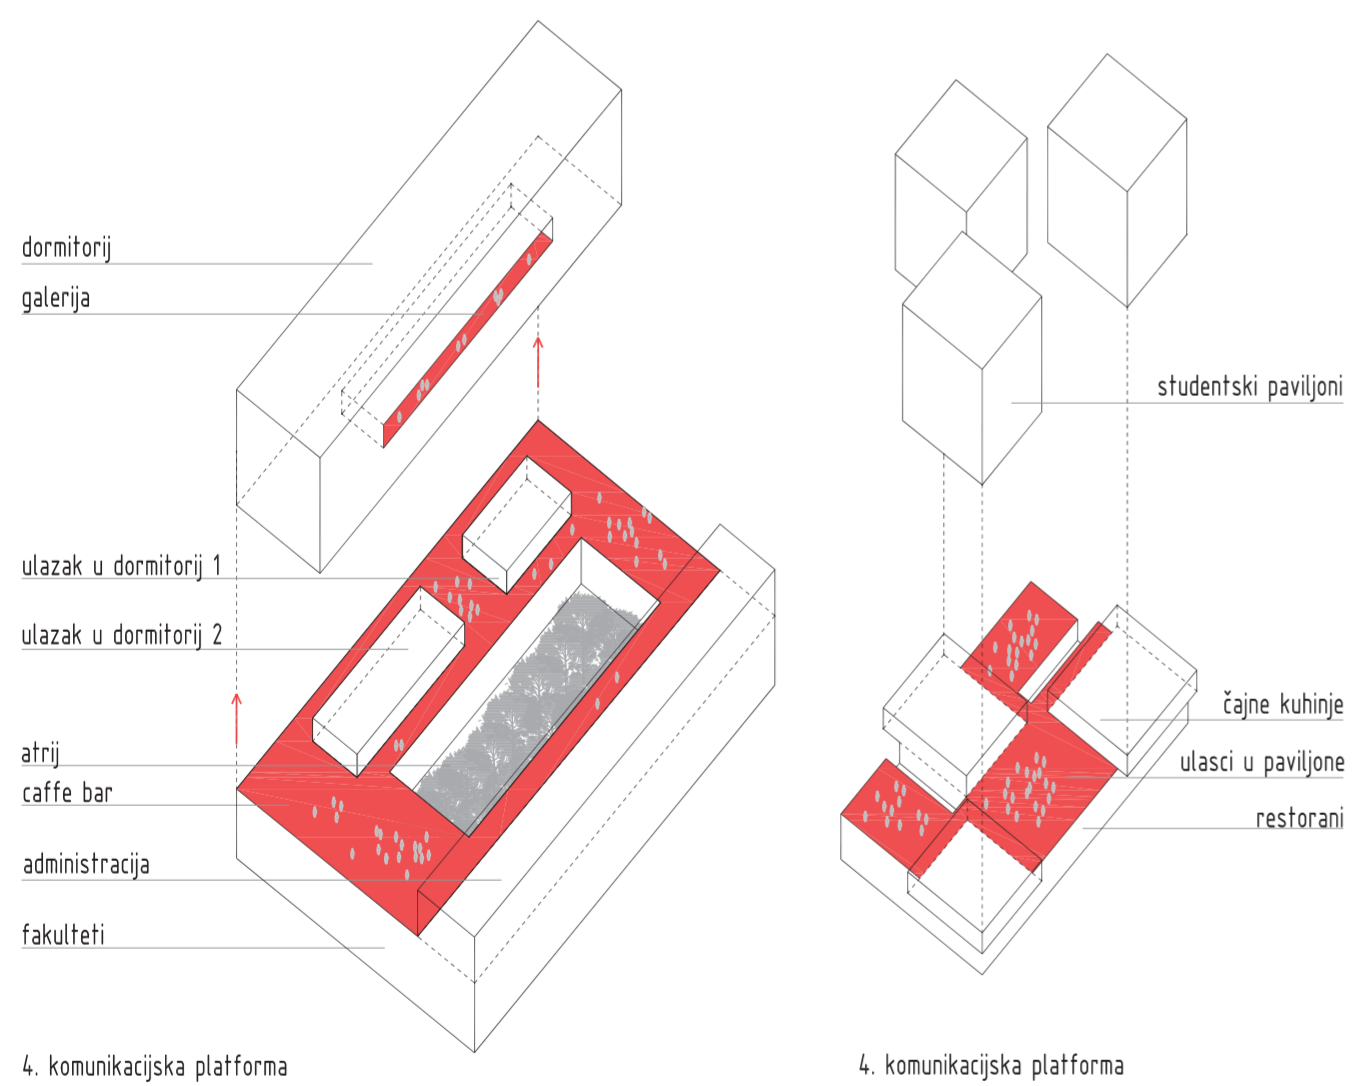 dormitorij
galerija
ulazak u dormitorij 1
ulazak u dormitorij 2
atrij
caffe bar
administracija
fakulteti
4. komunikacijska platforma
studentski paviljoni
čajne kuhinje
ulasci u paviljone
restorani
4. komunikacijska platforma